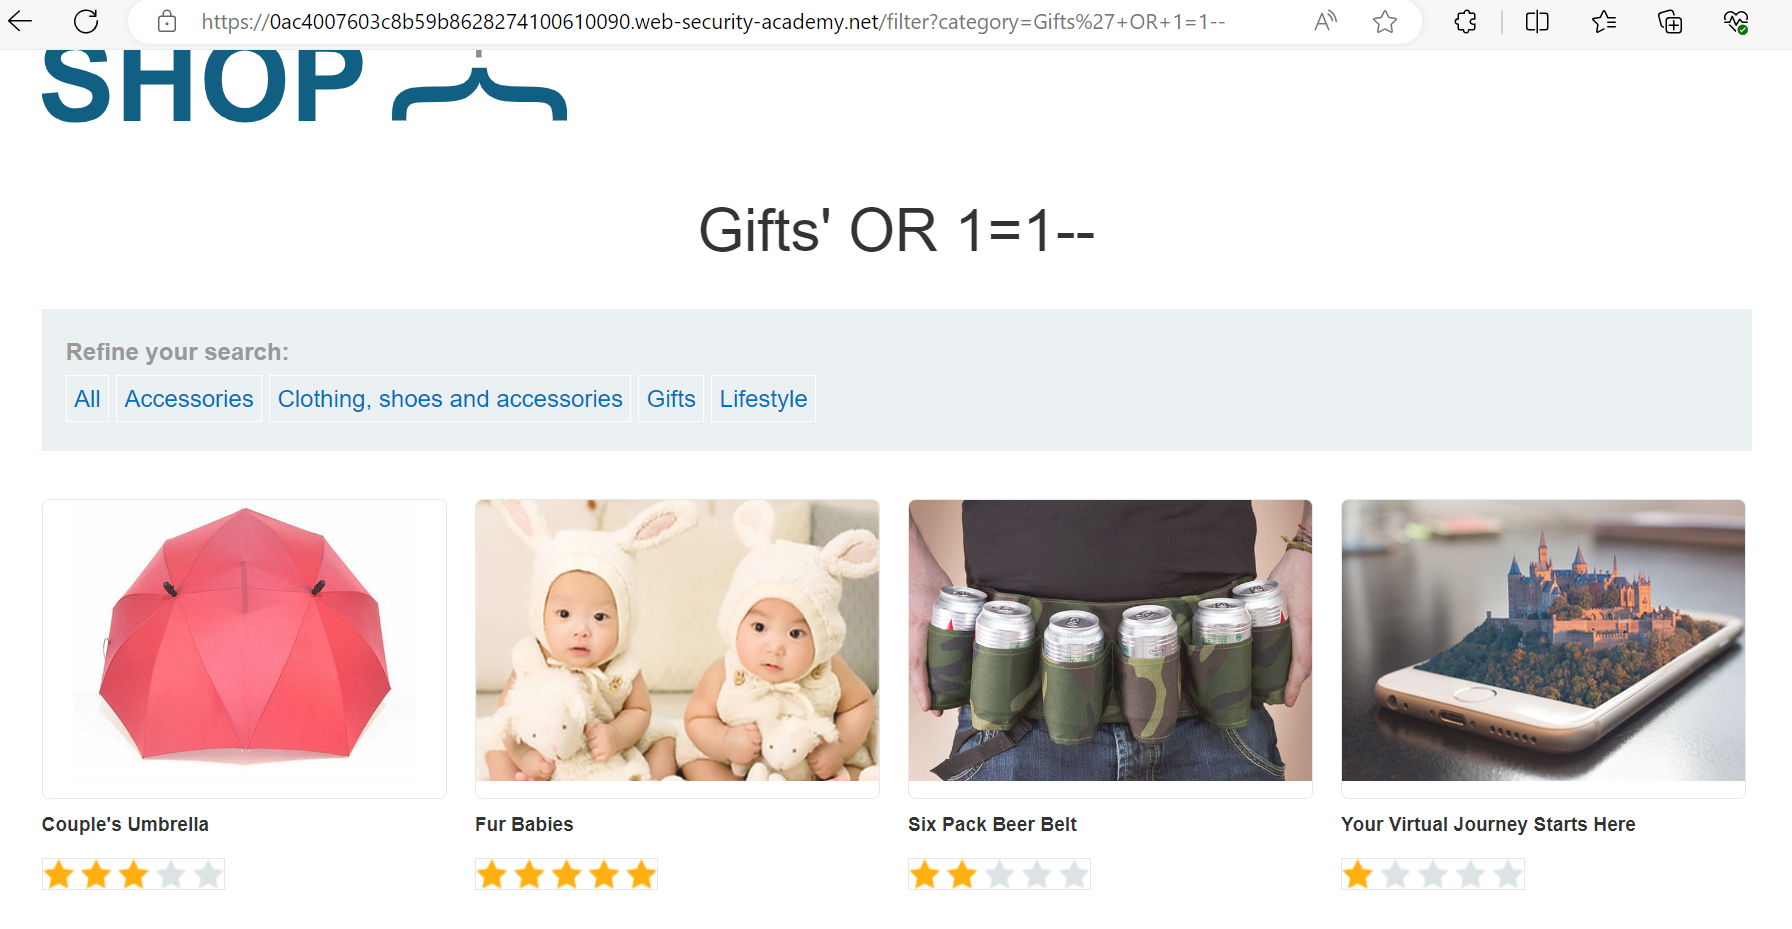 https://0ac4007603c8b59b8628274100610090.web-security-academy.net/filter?category=Gifts%27+OR+1=1--
SHOP
Gifts' OR 1=1--
Refine your search:
All Accessories Clothing, shoes and accessories Gifts Lifestyle
Couple's Umbrella Fur Babies Six Pack Beer Belt Your Virtual Journey Starts Here